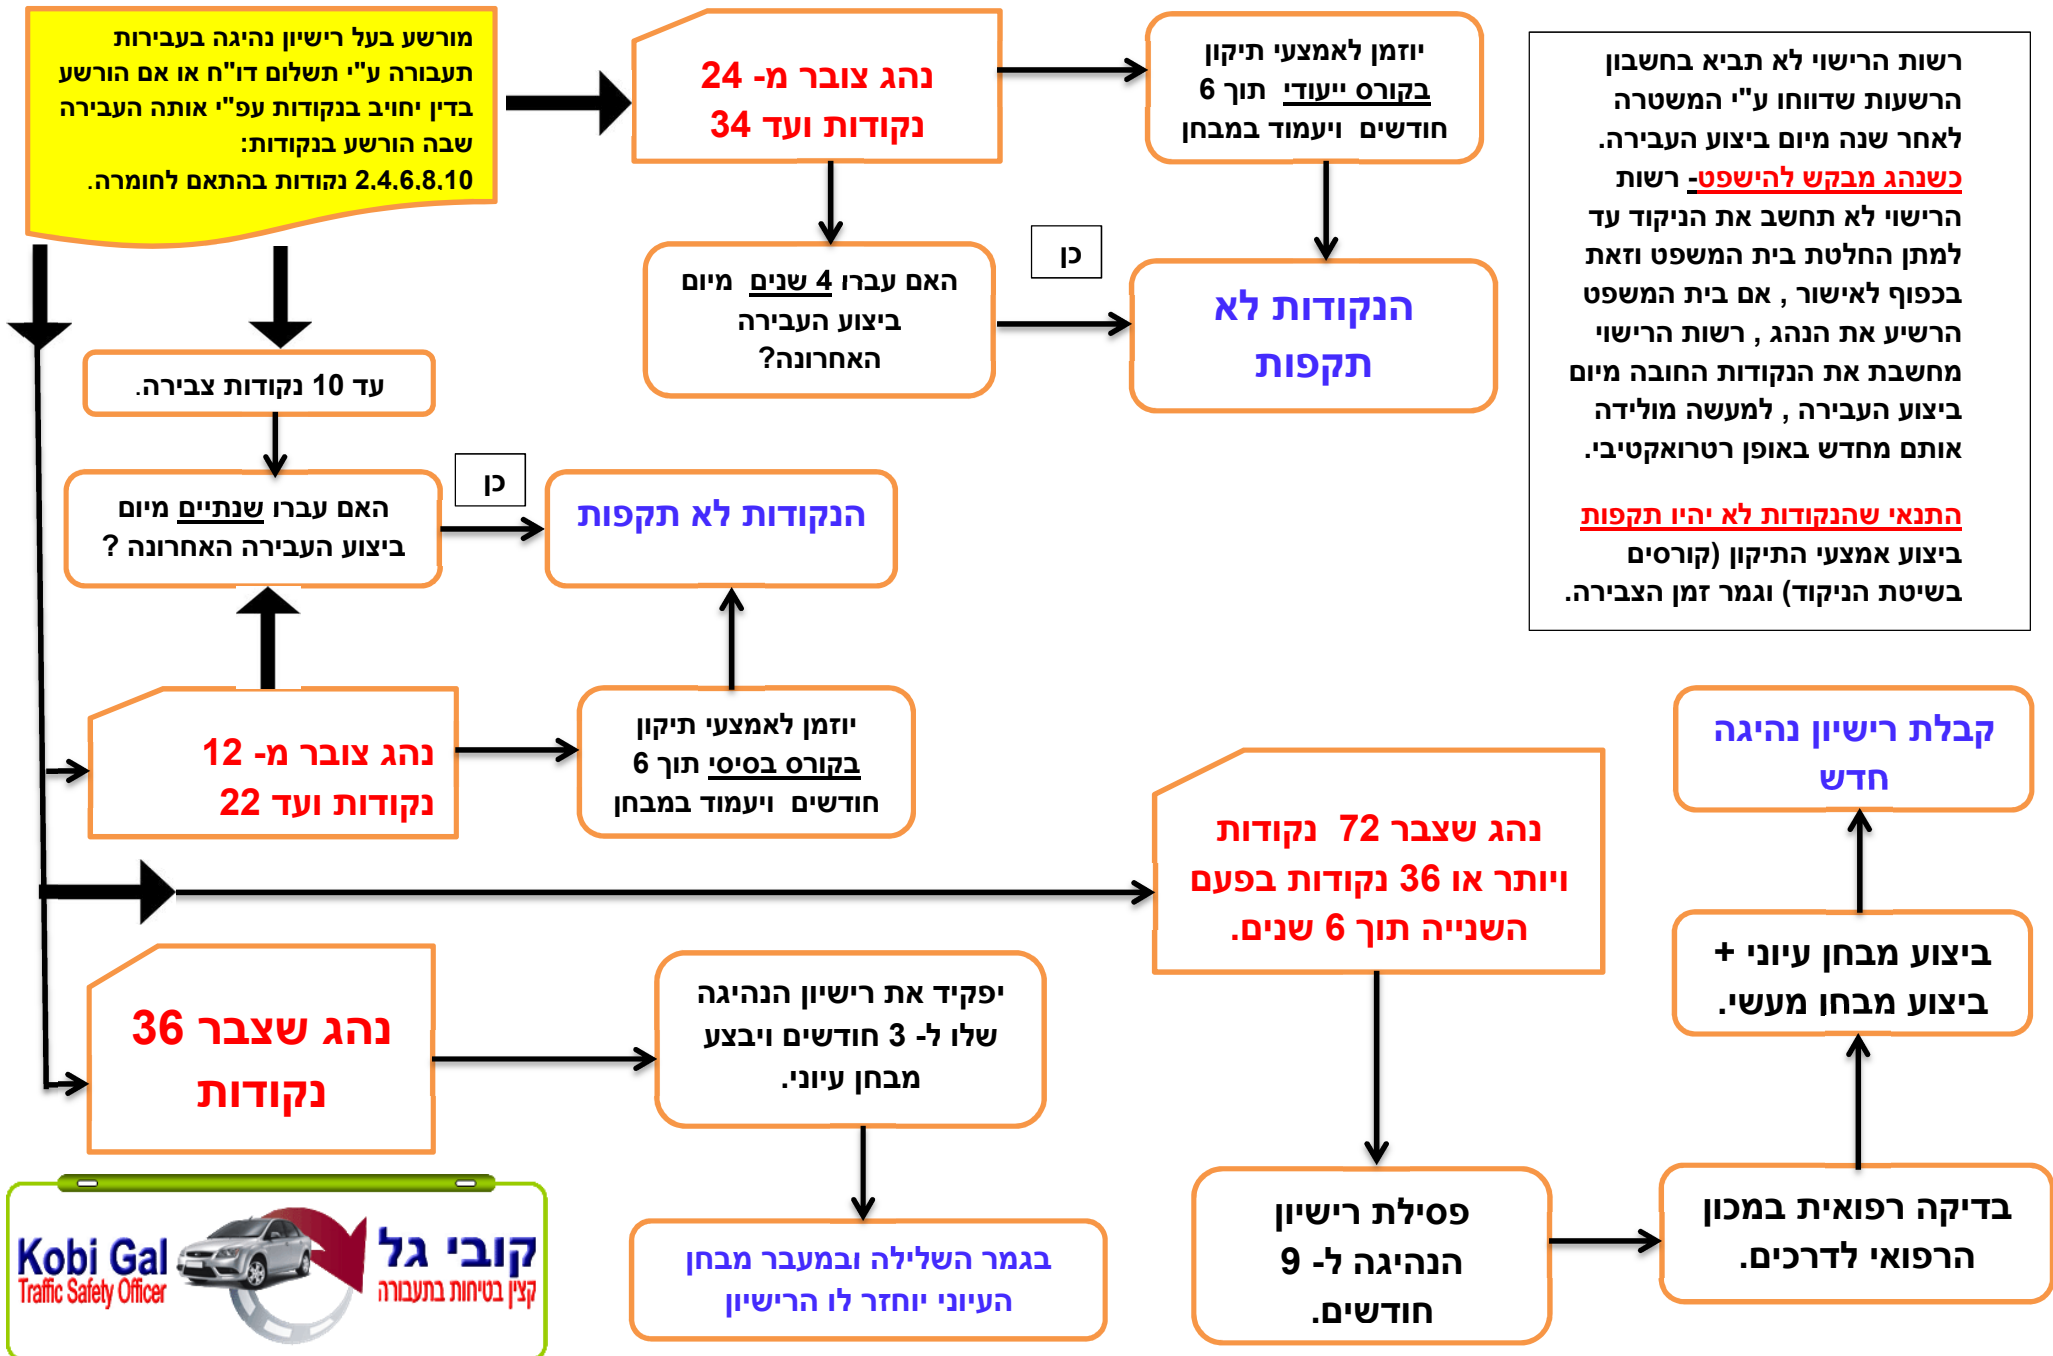 מורשע בעל רישיון נהיגה בעבירות
תעבורה ע"י תשלום דו"ח או אם הורשע
בדין יחויב בנקודות עפ"י אותה העבירה
שבה הורשע בנקודות:
2,4,6,8,10 נקודות בהתאם לחומרה.
נהג צובר מ- 24
נקודות ועד 34
יוזמן לאמצעי תיקון
בקורס ייעודי תוך 6
חודשים ויעמוד במבחן
רשות הרישוי לא תביא בחשבון
הרשעות שדווחו ע"י המשטרה
לאחר שנה מיום ביצוע העבירה.
כשנהג מבקש להישפט- רשות
הרישוי לא תחשב את הניקוד עד
למתן החלטת בית המשפט וזאת
בכפוף לאישור , אם בית המשפט
הרשיע את הנהג , רשות הרישוי
מחשבת את הנקודות החובה מיום
ביצוע העבירה , למעשה מולידה
אותם מחדש באופן רטרואקטיבי.
התנאי שהנקודות לא יהיו תקפות
ביצוע אמצעי התיקון (קורסים
בשיטת הניקוד) וגמר זמן הצבירה.
האם עברו 4 שנים מיום
ביצוע העבירה
האחרונה?
כן
הנקודות לא
תקפות
עד 10 נקודות צבירה.
האם עברו שנתיים מיום
ביצוע העבירה האחרונה ?
כן
הנקודות לא תקפות
נהג צובר מ- 12
נקודות ועד 22
יוזמן לאמצעי תיקון
בקורס בסיסי תוך 6
חודשים ויעמוד במבחן
נהג שצבר 72 נקודות
ויותר או 36 נקודות בפעם
השנייה תוך 6 שנים.
קבלת רישיון נהיגה
חדש
ביצוע מבחן עיוני +
ביצוע מבחן מעשי.
נהג שצבר 36
נקודות
יפקיד את רישיון הנהיגה
שלו ל- 3 חודשים ויבצע
מבחן עיוני.
בגמר השלילה ובמעבר מבחן
העיוני יוחזר לו הרישיון
פסילת רישיון
הנהיגה ל- 9
חודשים.
בדיקה רפואית במכון
הרפואי לדרכים.
קובי גל
קצין בטיחות בתעבורה
Kobi Gal
Traffic Safety Officer